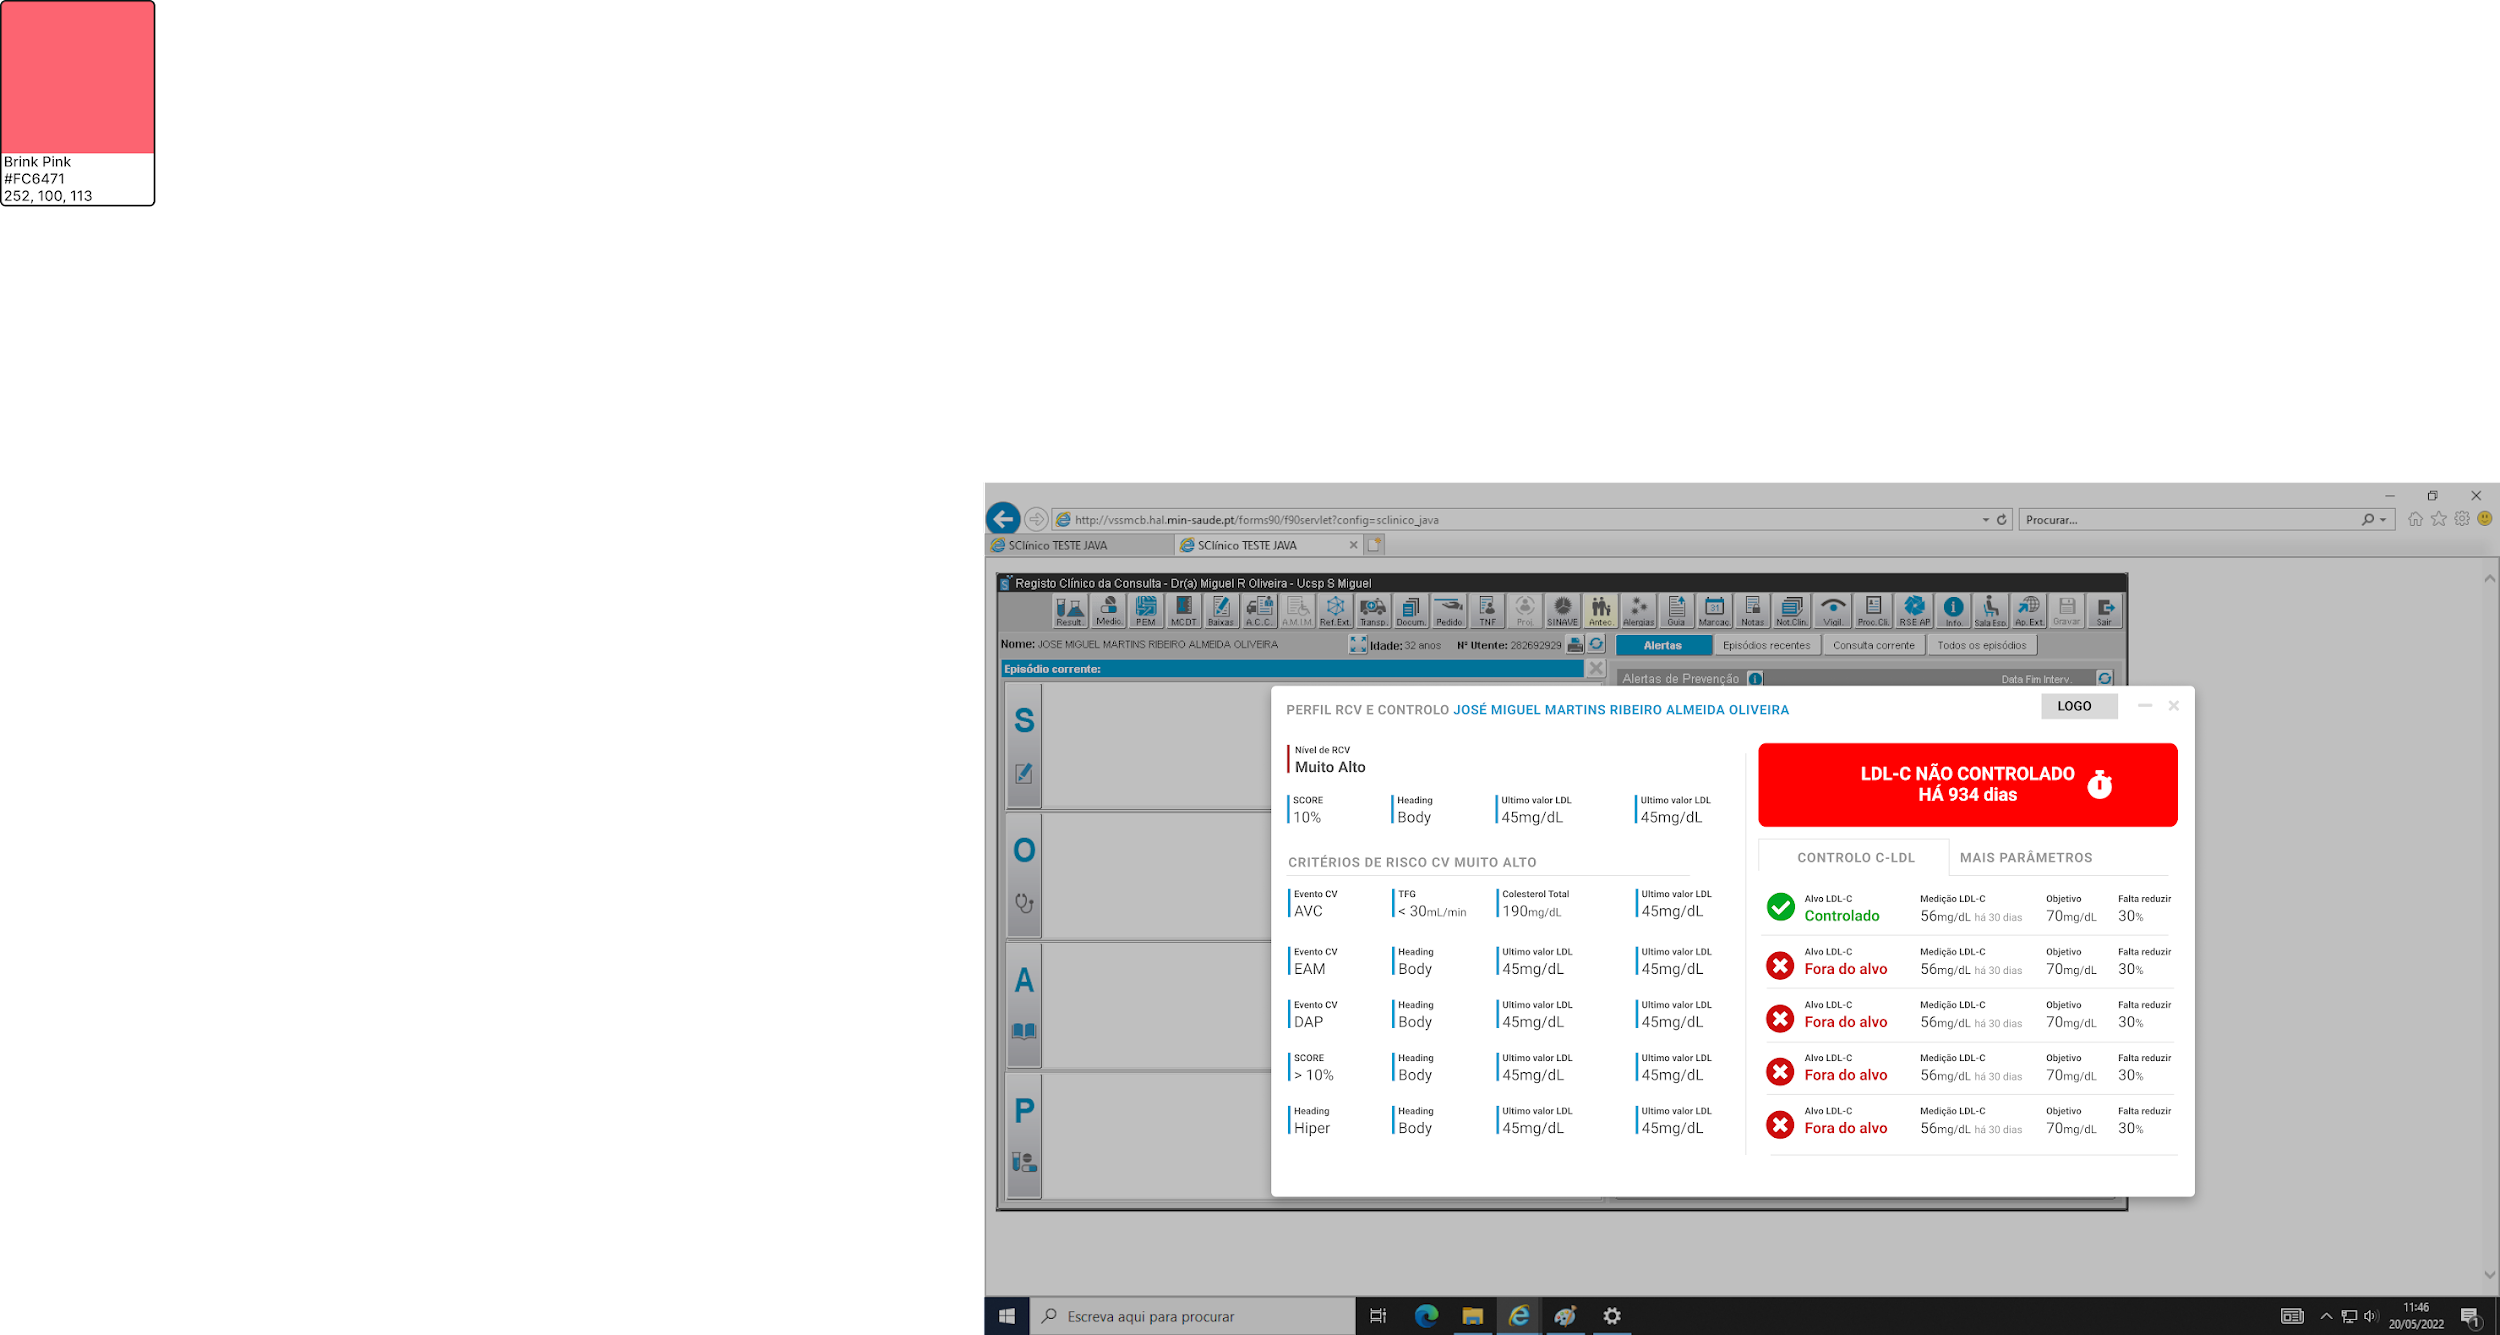 Brink Pink
#FC6471
252, 100, 113
http://vssmcb.hal.min-saude.pt/forms90/f90servlet?config=sclinico_java
Procurar...
SClínico TESTE JAVA
SClínico TESTE JAVA
Registo Clínico da Consulta - Dr(a) Miguel R Oliveira - Ucsp S Miguel
Result. Medic. PEM MCDT Baixas A.C.C. A.M.I.M. Ref.Ext. Transp. Docum. Pedido TNF Proj. SINAVE Antec. Alergias Guia Marcac. Notas Not.Clin. Vigil. Proc.Cli. RSE AP Info. Sala Esp. Ap.Ext. Gravar Sair
31
Nome: JOSE MIGUEL MARTINS RIBEIRO ALMEIDA OLIVEIRA Idade: 32 anos Nº Utente: 282692929
Alertas Episódios recentes Consulta corrente Todos os episódios
Episódio corrente:
Alertas de Prevenção Data Fim Interv.
S
O
A
P
PERFIL RCV E CONTROLO JOSÉ MIGUEL MARTINS RIBEIRO ALMEIDA OLIVEIRA
LOGO
Nível de RCV
Muito Alto
SCORE Heading Ultimo valor LDL Ultimo valor LDL
10% Body 45mg/dL 45mg/dL
CRITÉRIOS DE RISCO CV MUITO ALTO
Evento CV TFG Colesterol Total Ultimo valor LDL
AVC < 30mL/min 190mg/dL 45mg/dL
Evento CV Heading Ultimo valor LDL Ultimo valor LDL
EAM Body 45mg/dL 45mg/dL
Evento CV Heading Ultimo valor LDL Ultimo valor LDL
DAP Body 45mg/dL 45mg/dL
SCORE Heading Ultimo valor LDL Ultimo valor LDL
> 10% Body 45mg/dL 45mg/dL
Heading Heading Ultimo valor LDL Ultimo valor LDL
Hiper Body 45mg/dL 45mg/dL
LDL-C NÃO CONTROLADO
HÁ 934 dias
CONTROLO C-LDL MAIS PARÂMETROS
Alvo LDL-C Medição LDL-C Objetivo Falta reduzir
Controlado 56mg/dL há 30 dias 70mg/dL 30%
Alvo LDL-C Medição LDL-C Objetivo Falta reduzir
Fora do alvo 56mg/dL há 30 dias 70mg/dL 30%
Alvo LDL-C Medição LDL-C Objetivo Falta reduzir
Fora do alvo 56mg/dL há 30 dias 70mg/dL 30%
Alvo LDL-C Medição LDL-C Objetivo Falta reduzir
Fora do alvo 56mg/dL há 30 dias 70mg/dL 30%
Alvo LDL-C Medição LDL-C Objetivo Falta reduzir
Fora do alvo 56mg/dL há 30 dias 70mg/dL 30%
Escreva aqui para procurar
11:46
20/05/2022
1